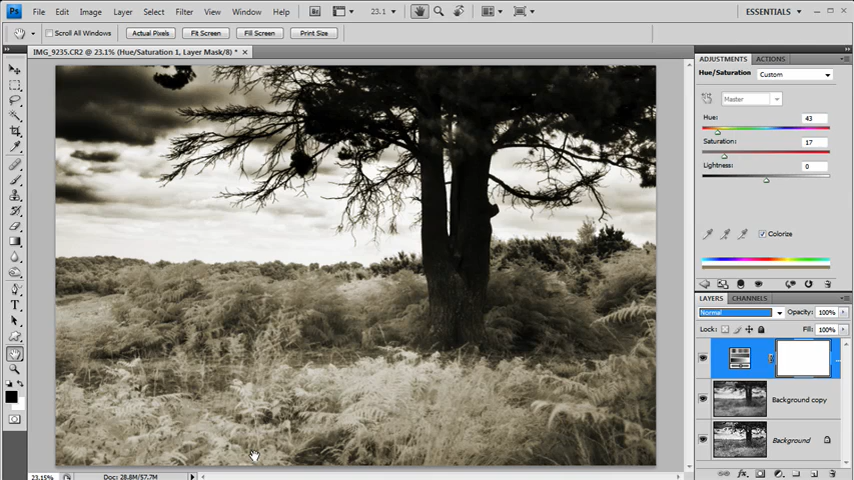 Ps File Edit Image Layer Select Filter View Window Help Br 23.1 ESSENTIALS
Scroll All Windows Actual Pixels Fit Screen Fill Screen Print Size
IMG_9235.CR2 @ 23.1% (Hue/Saturation 1, Layer Mask/8) *
ADJUSTMENTS ACTIONS
Hue/Saturation Custom
Master
Hue: 43
Saturation: 17
Lightness: 0
Colorize
LAYERS CHANNELS
Normal Opacity: 100%
Lock: Fill: 100%
Background copy
Background
23.15% Doc: 28.8M/57.7M